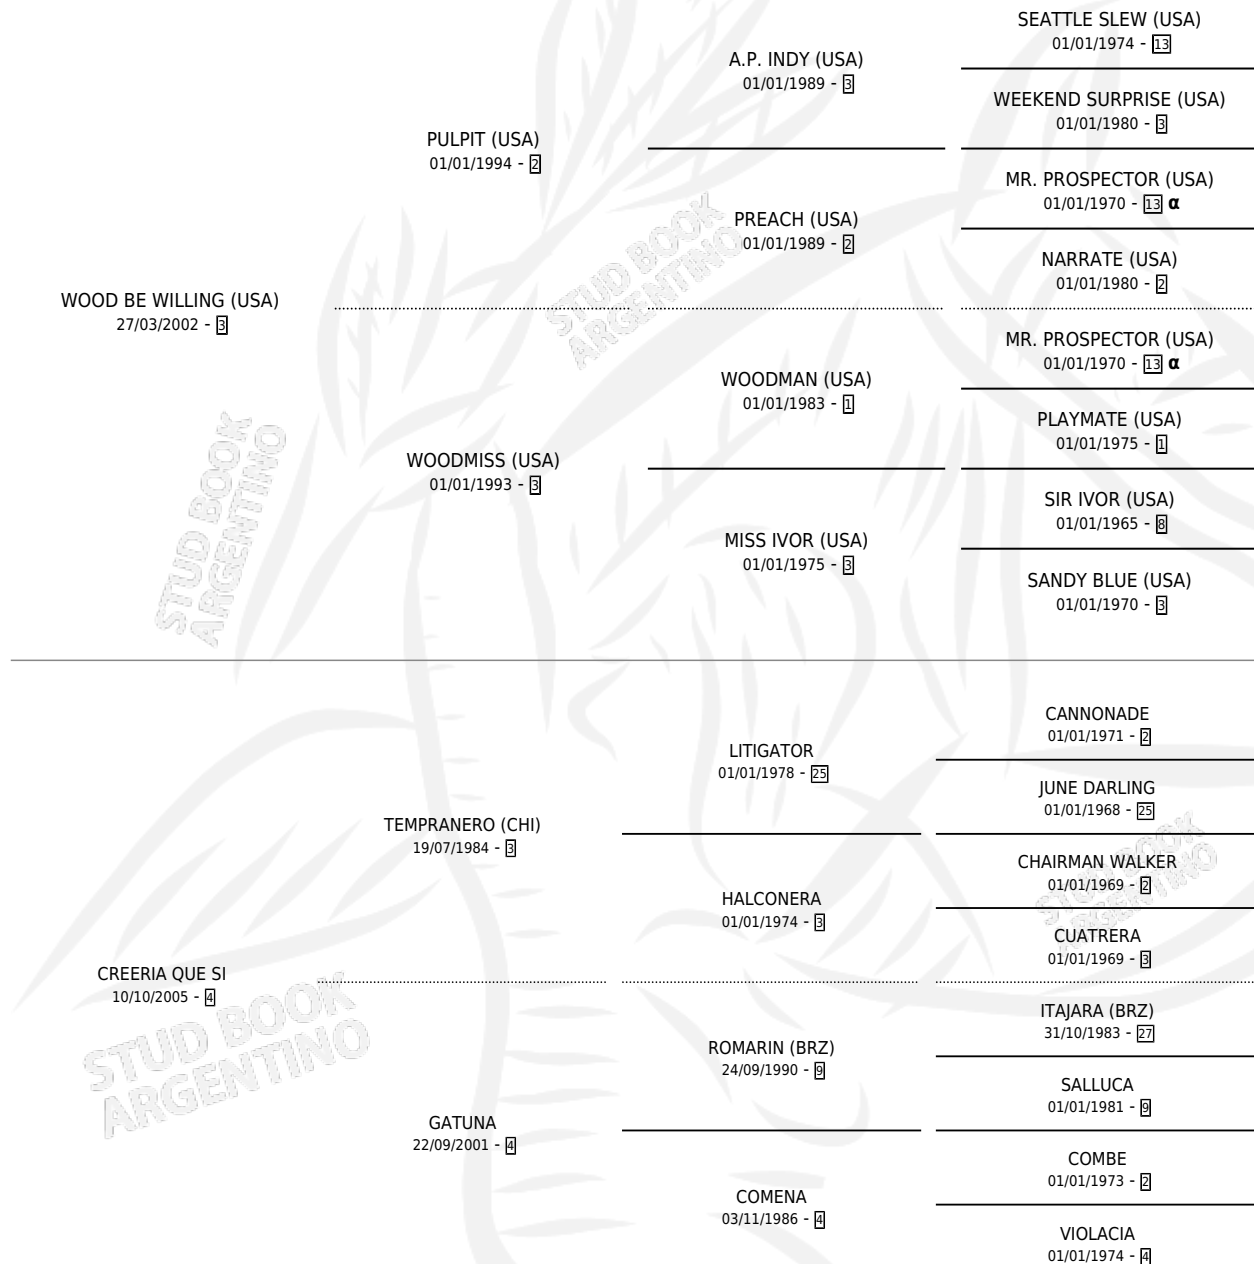 SEATTLE SLEW (USA)
01/01/1974 - 13
A.P. INDY (USA)
01/01/1989 - 3
WEEKEND SURPRISE (USA)
01/01/1980 - 3
PULPIT (USA)
01/01/1994 - 2
MR. PROSPECTOR (USA)
01/01/1970 - 13 α
PREACH (USA)
01/01/1989 - 2
NARRATE (USA)
01/01/1980 - 2
WOOD BE WILLING (USA)
27/03/2002 - 3
MR. PROSPECTOR (USA)
01/01/1970 - 13 α
WOODMAN (USA)
01/01/1983 - 1
PLAYMATE (USA)
01/01/1975 - 1
WOODMISS (USA)
01/01/1993 - 3
SIR IVOR (USA)
01/01/1965 - 8
MISS IVOR (USA)
01/01/1975 - 3
SANDY BLUE (USA)
01/01/1970 - 3
CANNONADE
01/01/1971 - 2
LITIGATOR
01/01/1978 - 25
JUNE DARLING
01/01/1968 - 25
TEMPRANERO (CHI)
19/07/1984 - 3
CHAIRMAN WALKER
01/01/1969 - 2
HALCONERA
01/01/1974 - 3
CUATRERA
01/01/1969 - 3
CREERIA QUE SI
10/10/2005 - 4
ITAJARA (BRZ)
31/10/1983 - 27
ROMARIN (BRZ)
24/09/1990 - 9
SALLUCA
01/01/1981 - 9
GATUNA
22/09/2001 - 4
COMBE
01/01/1973 - 2
COMENA
03/11/1986 - 4
VIOLACIA
01/01/1974 - 4
STUD BOOK
ARGENTINO
STUD BOOK
ARGENTINO
STUD BOOK
ARGENTINO
STUD BOOK
ARGENTINO